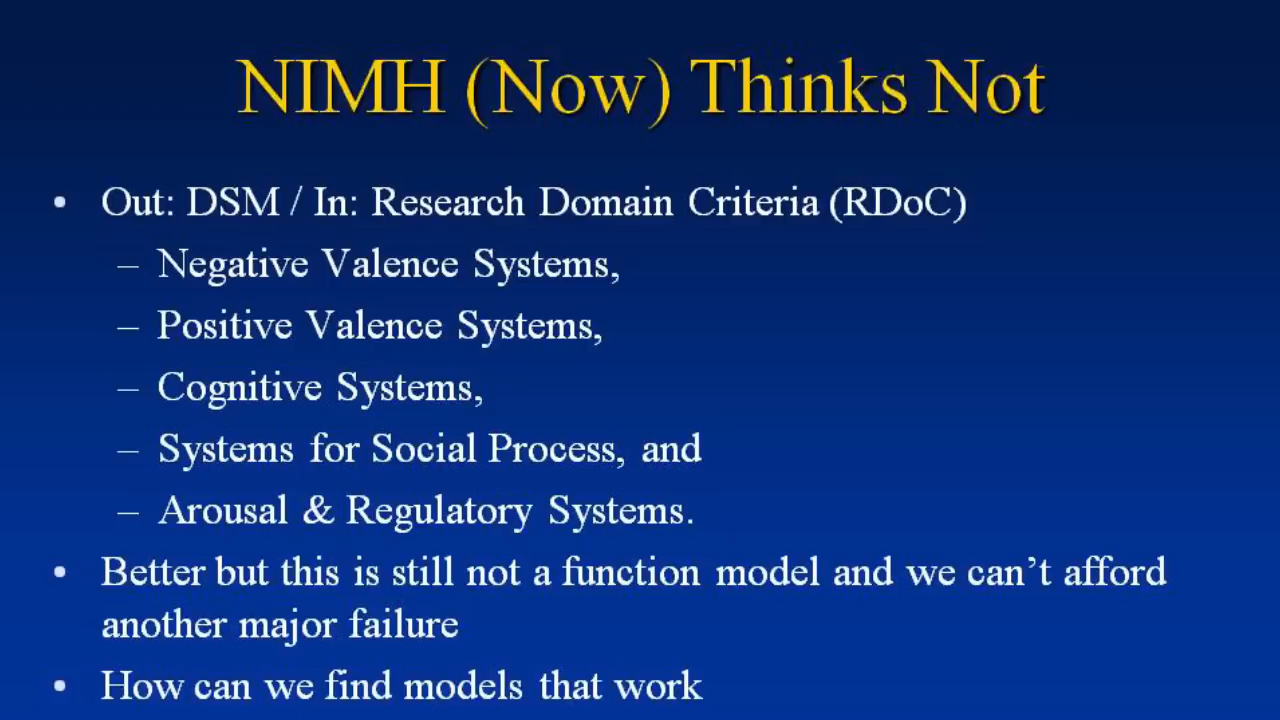 NIMH (Now) Thinks Not
• Out: DSM / In: Research Domain Criteria (RDoC)
– Negative Valence Systems,
– Positive Valence Systems,
– Cognitive Systems,
– Systems for Social Process, and
– Arousal & Regulatory Systems.
• Better but this is still not a function model and we can’t afford
another major failure
• How can we find models that work